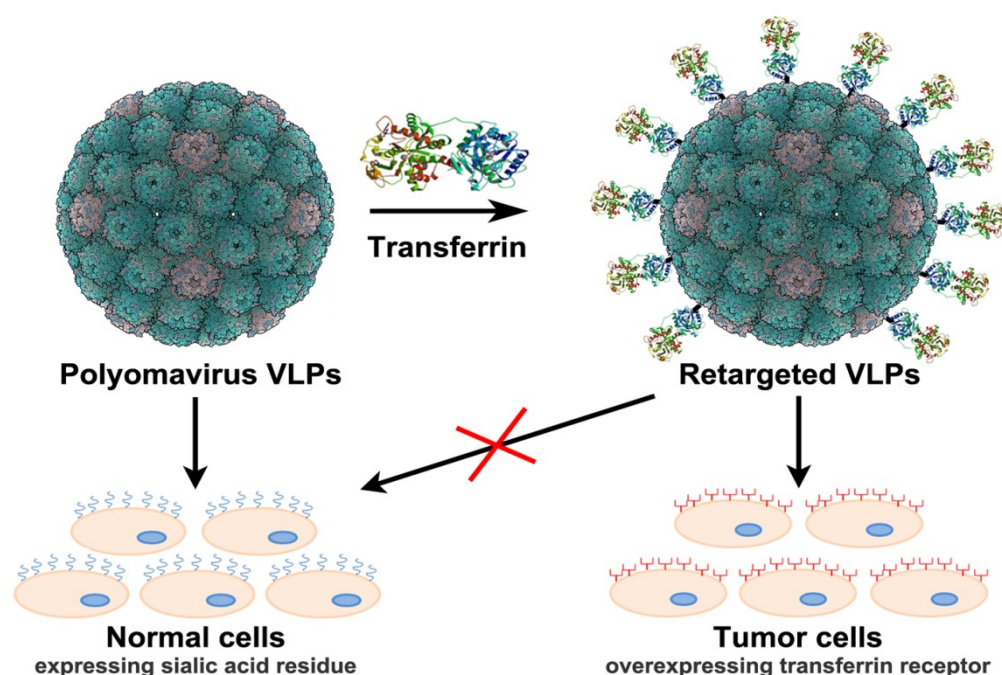 Transferrin
Polyomavirus VLPs
Retargeted VLPs
Normal cells
expressing sialic acid residue
Tumor cells
overexpressing transferrin receptor